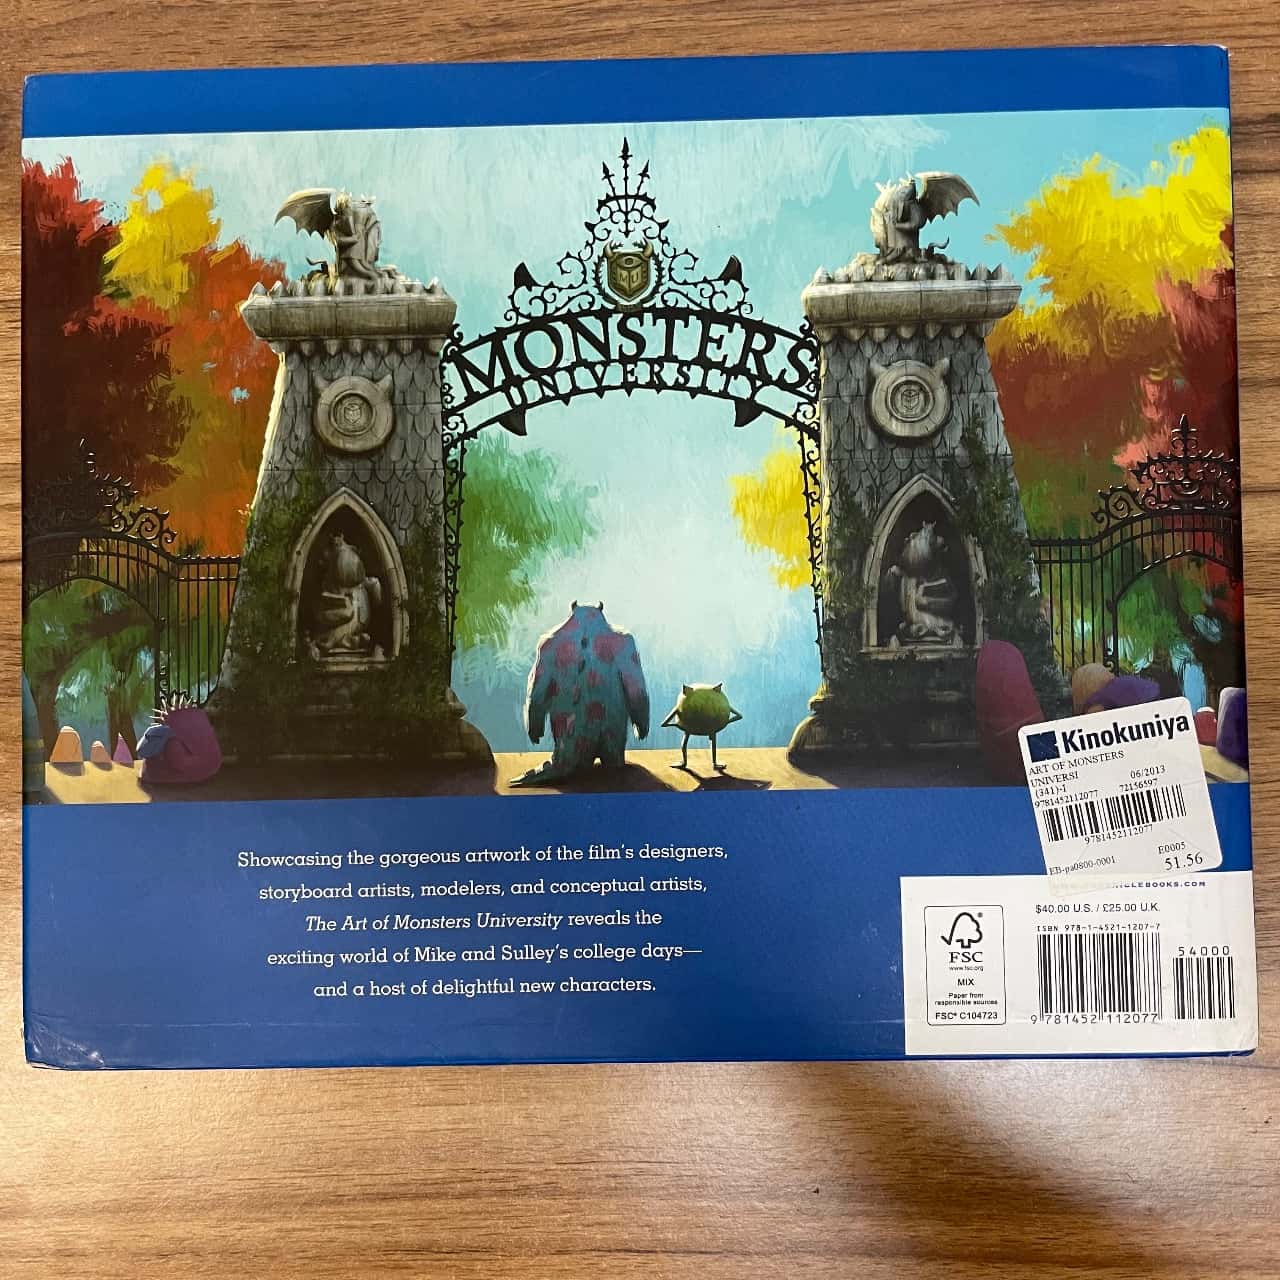 MU
MONSTERS
UNIVERSITY
Kinokuniya
ART OF MONSTERS
UNIVERSI 06/2013
(341)-1
9781452112077 72156597
9781452112077
EB-pa0800-0001 E0005
51.56
Showcasing the gorgeous artwork of the film's designers,
storyboard artists, modelers, and conceptual artists,
The Art of Monsters University reveals the
exciting world of Mike and Sulley's college days—
and a host of delightful new characters.
$40.00 U.S. / £25.00 U.K.
ISBN 978-1-4521-1207-7
54000
9 781452 112077
FSC
www.fsc.org
MIX
Paper from
responsible sources
FSC® C104723